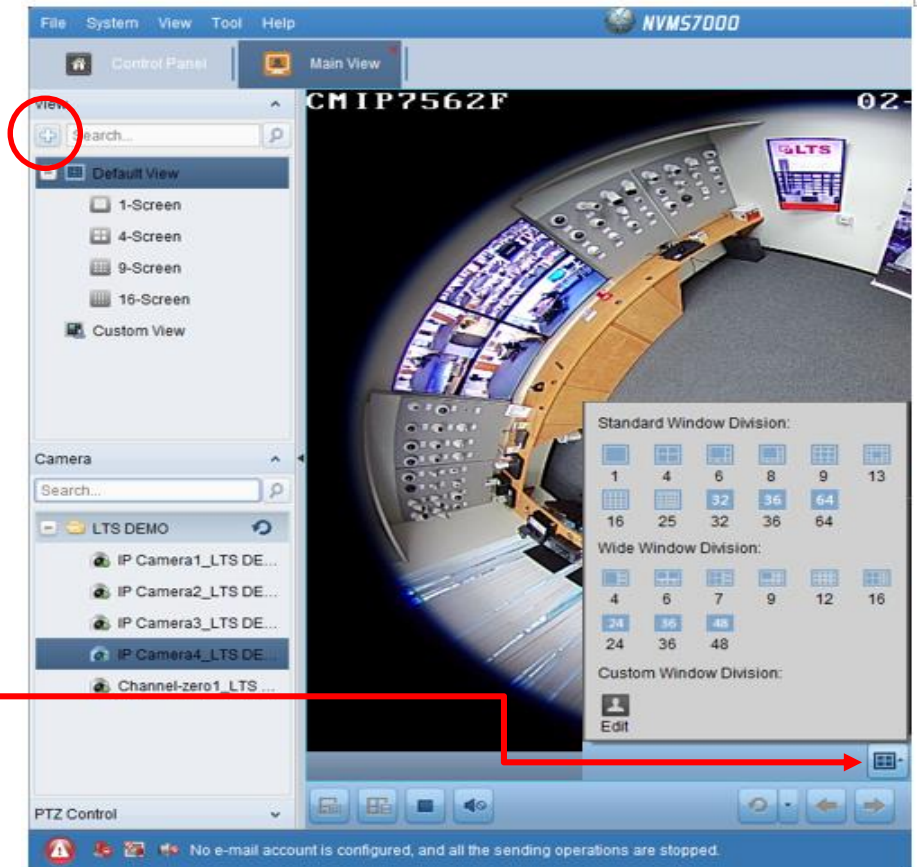 File System View Tool Help
NVMS7000
Control Panel
Main View
View
Search...
Default View
1-Screen
4-Screen
9-Screen
16-Screen
Custom View
Camera
Search...
LTS DEMO
IP Camera1_LTS DE...
IP Camera2_LTS DE...
IP Camera3_LTS DE...
IP Camera4_LTS DE...
Channel-zero1_LTS ...
PTZ Control
CMIP7562F
02-
LTS
Standard Window Division:
1 4 6 8 9 13
32 36 64
16 25 32 36 64
Wide Window Division:
4 6 7 9 12 16
24 36 48
24 36 48
Custom Window Division:
Edit
No e-mail account is configured, and all the sending operations are stopped.